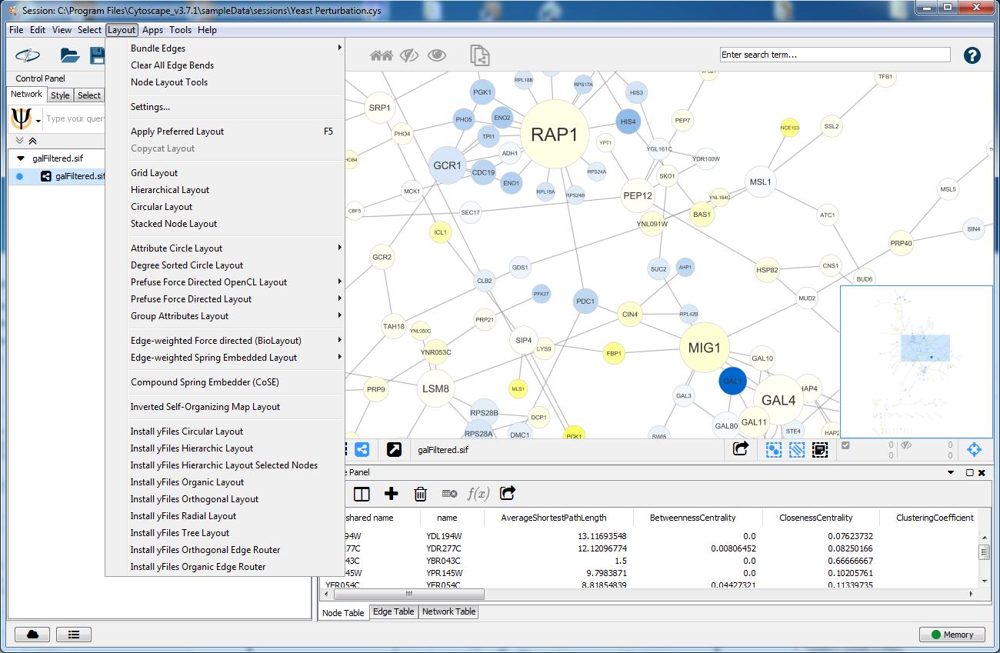 Session: C:\Program Files\Cytoscape_v3.7.1\sampleData\sessions\Yeast Perturbation.cys
File Edit View Select Layout Apps Tools Help
Enter search term...
Control Panel
Network Style Select
Type your query
galFiltered.sif
galFiltered.sif
Bundle Edges
Clear All Edge Bends
Node Layout Tools
Settings...
Apply Preferred Layout F5
Copycat Layout
Grid Layout
Hierarchical Layout
Circular Layout
Stacked Node Layout
Attribute Circle Layout
Degree Sorted Circle Layout
Prefuse Force Directed OpenCL Layout
Prefuse Force Directed Layout
Group Attributes Layout
Edge-weighted Force directed (BioLayout)
Edge-weighted Spring Embedded Layout
Compound Spring Embedder (CoSE)
Inverted Self-Organizing Map Layout
Install yFiles Circular Layout
Install yFiles Hierarchic Layout
Install yFiles Hierarchic Layout Selected Nodes
Install yFiles Organic Layout
Install yFiles Orthogonal Layout
Install yFiles Radial Layout
Install yFiles Tree Layout
Install yFiles Orthogonal Edge Router
Install yFiles Organic Edge Router
RPL18B
RPS17A
TFB1
PGK1
HIS3
SRP1
PHO5
ENO2
HIS4
PEP7
NCE103
SSL2
PHO4
TPI1
RAP1
YPT1
YGL161C
HO84
ADH1
YDR100W
GCR1
CDC19
RPS24A
SKO1
ENO1
MSL1
MCK1
RPL18A
RPS24B
PEP12
YNL164C
MSL5
CBF5
SEC17
BAS1
ATC1
YNL091W
SIN4
ICL1
PRP40
GCR2
GDS1
SUC2
AHP1
HSP82
CNS1
CLB2
BUD6
PFK27
PDC1
MUD2
PRP21
CIN4
RPL42B
TAH18
YNL050C
SIP4
LYS9
MIG1
YNR053C
FBP1
GAL10
GAL1
PRP9
LSM8
MLS1
GAL3
GAL4
HAP4
RPS28B
DCP1
GAL80
GAL11
RPS28A
DMC1
PCK1
SWI5
STE4
HAP2
galFiltered.sif
0 0
0 0
e Panel
f(x)
shared name name AverageShortestPathLength BetweennessCentrality ClosenessCentrality ClusteringCoefficient
94W YDL194W 13.11693548 0.0 0.07623732
277C YDR277C 12.12096774 0.00806452 0.08250166
43C YBR043C 1.5 0.0 0.66666667
45W YPR145W 9.7983871 0.0 0.10205761
YER054C YER054C 8.81854839 0.04427321 0.11339735
Node Table Edge Table Network Table
Memory